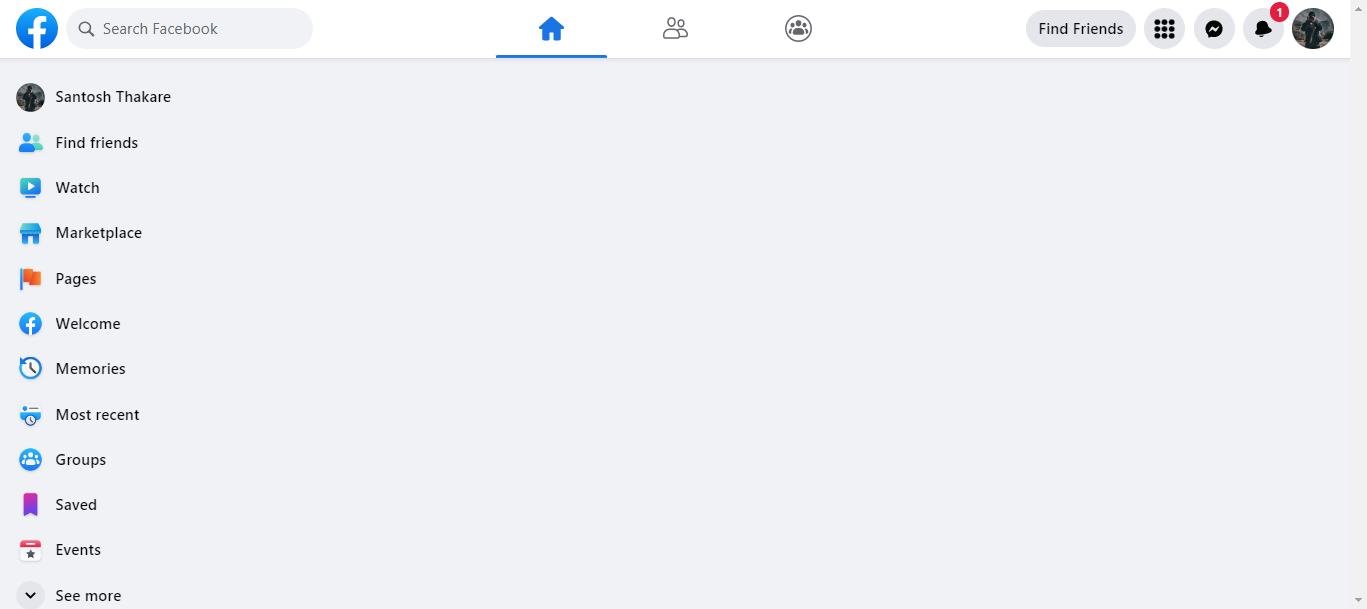 Search Facebook
Find Friends
1
Santosh Thakare
Find friends
Watch
Marketplace
Pages
Welcome
Memories
Most recent
Groups
Saved
Events
See more